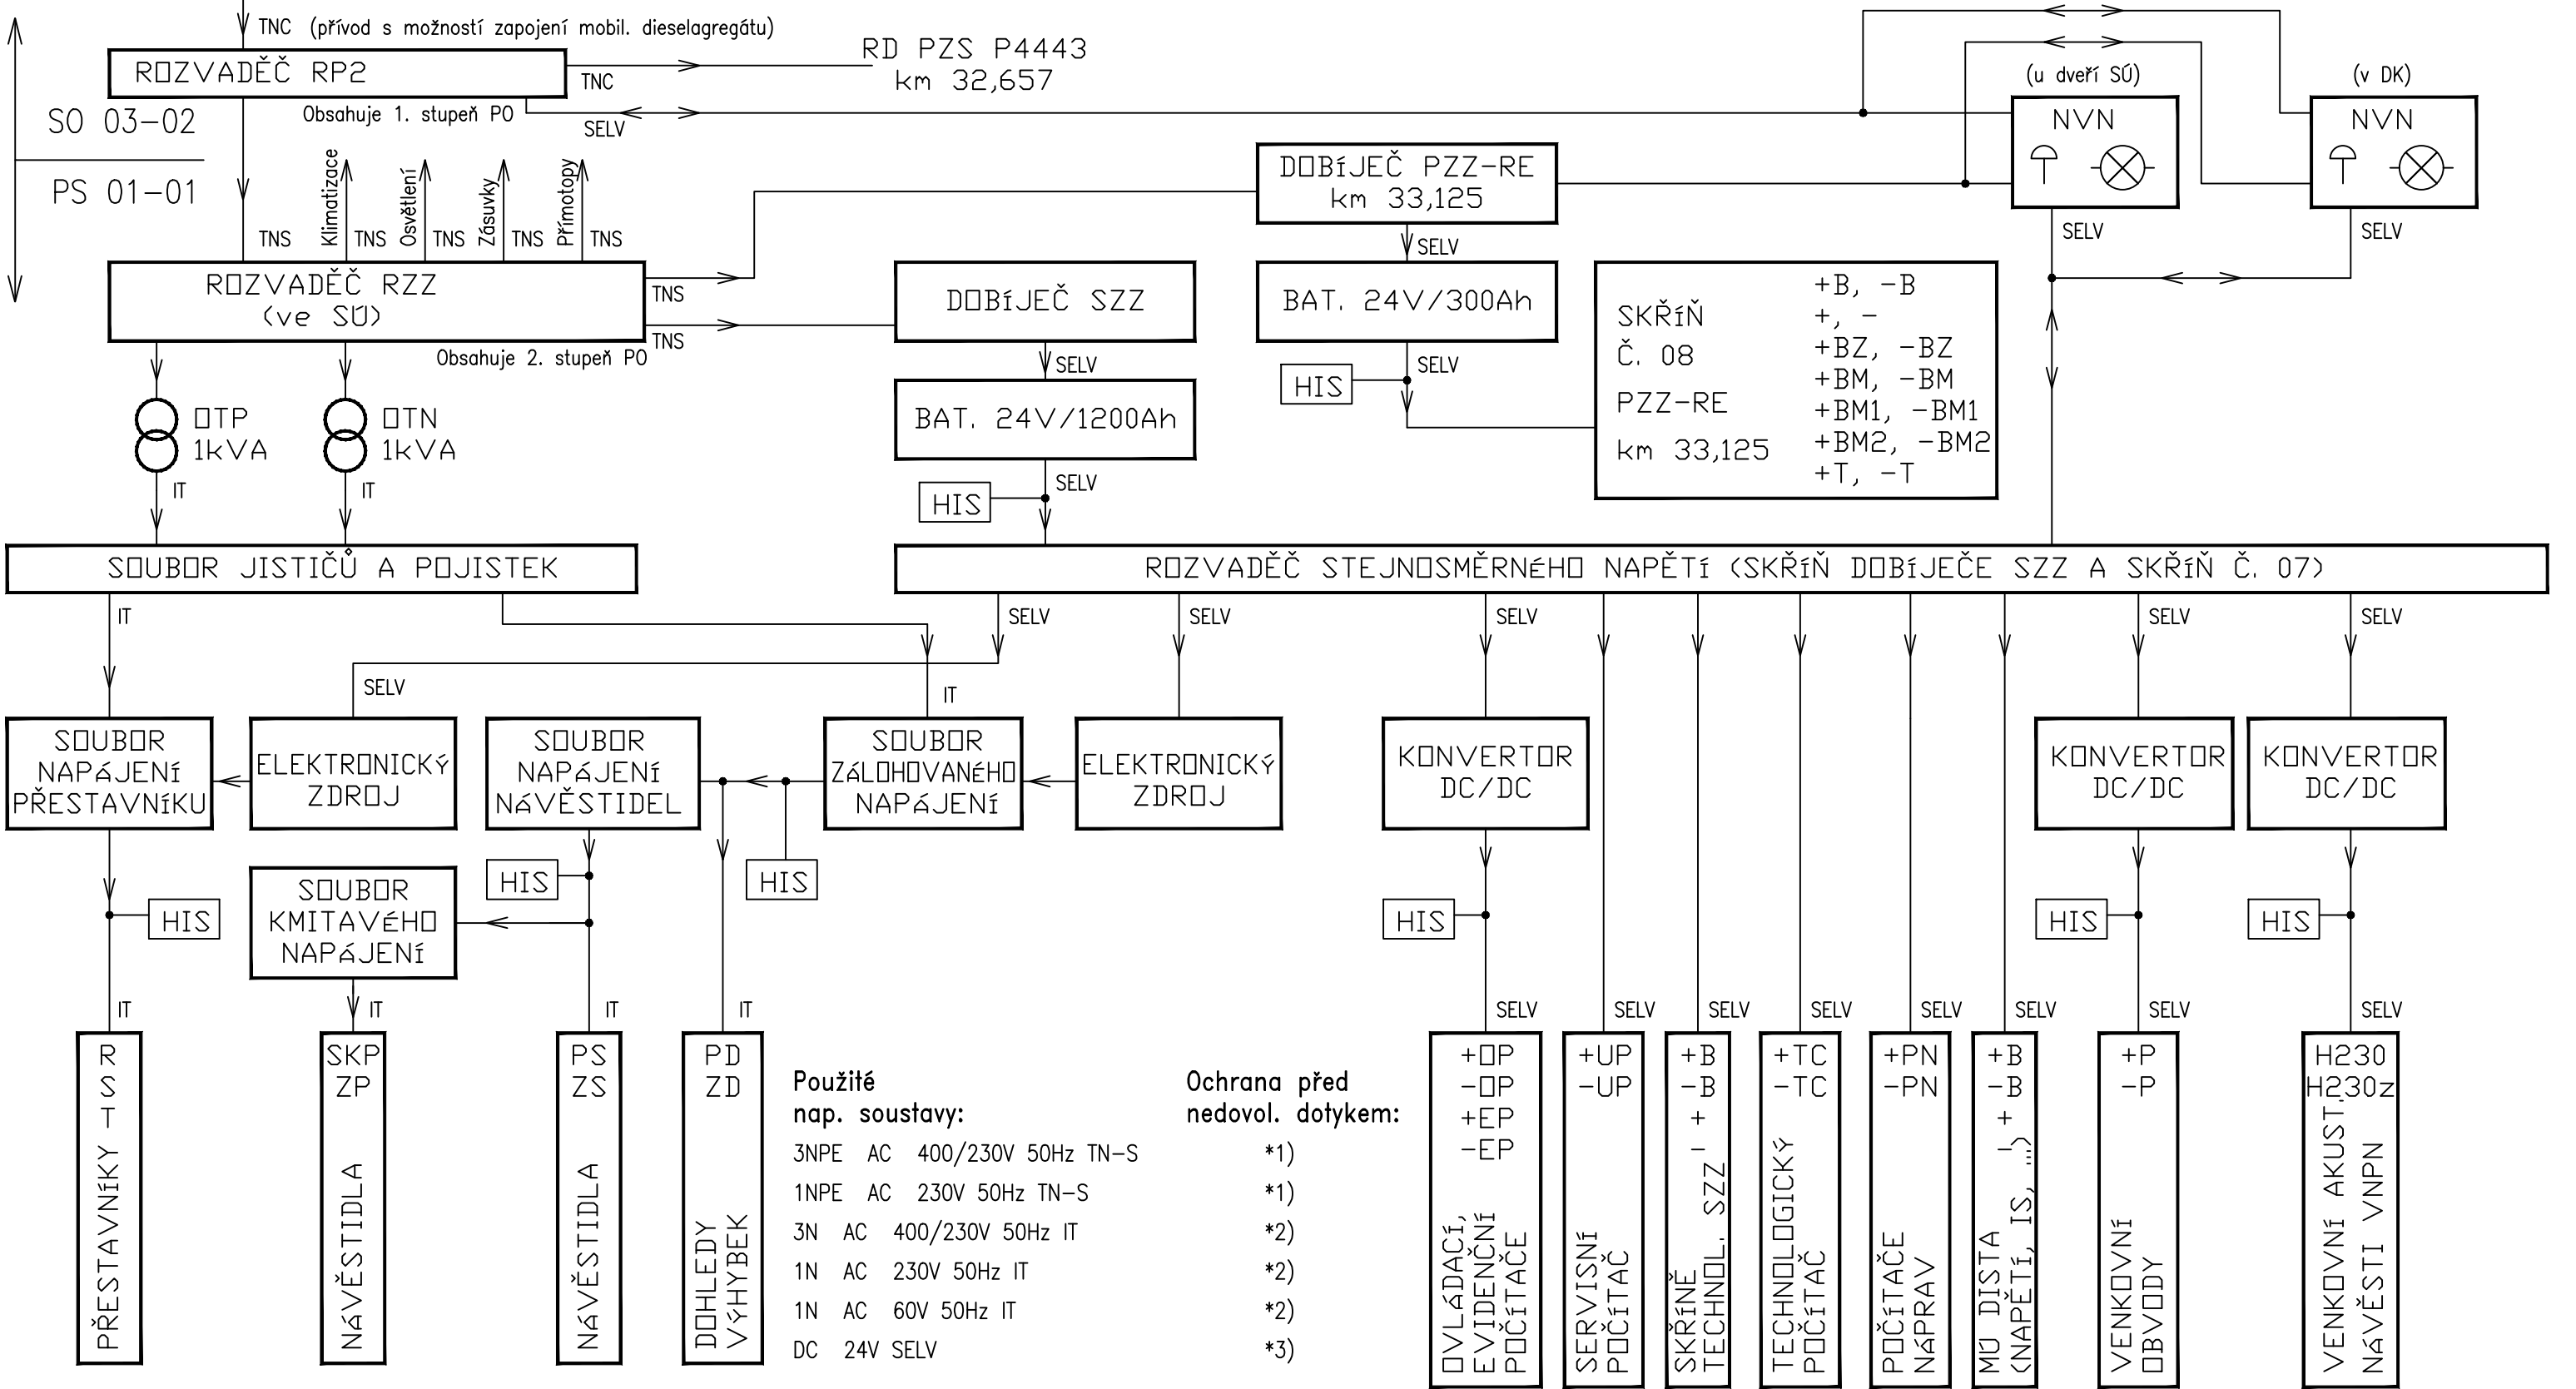 TNC (přívod s možností zapojení mobil. dieselagregátu)
ROZVADĚČ RP2
TNC
RD PZS P4443
km 32,657
Obsahuje 1. stupeň PO
SELV
SO 03-02
PS 01-01
(u dveří SÚ)
NVN
SELV
(v DK)
NVN
SELV
TNS
Klimatizace
TNS
Osvětlení
TNS
Zásuvky
TNS
Přímotopy
TNS
DOBÍJEČ PZZ-RE
km 33,125
SELV
ROZVADĚČ RZZ
(ve SÚ)
TNS
TNS
Obsahuje 2. stupeň PO
DOBÍJEČ SZZ
SELV
BAT. 24V/300Ah
SELV
HIS
SKŘÍŇ
Č. 08
PZZ-RE
km 33,125
+B, -B
+, -
+BZ, -BZ
+BM, -BM
+BM1, -BM1
+BM2, -BM2
+T, -T
OTP
1kVA
IT
OTN
1kVA
IT
BAT. 24V/1200Ah
SELV
HIS
SOUBOR JISTIČŮ A POJISTEK
ROZVADĚČ STEJNOSMĚRNÉHO NAPĚTÍ (SKŘÍŇ DOBÍJEČE SZZ A SKŘÍŇ Č. 07)
IT
SELV
SELV
SELV
SELV
SELV
SELV
IT
SOUBOR
NAPÁJENÍ
PŘESTAVNÍKU
ELEKTRONICKÝ
ZDROJ
SOUBOR
NAPÁJENÍ
NÁVĚSTIDEL
SOUBOR
ZÁLOHOVANÉHO
NAPÁJENÍ
ELEKTRONICKÝ
ZDROJ
KONVERTOR
DC/DC
KONVERTOR
DC/DC
KONVERTOR
DC/DC
HIS
SOUBOR
KMITAVÉHO
NAPÁJENÍ
HIS
HIS
HIS
HIS
HIS
IT
IT
IT
IT
SELV
SELV
SELV
SELV
SELV
SELV
SELV
SELV
R
S
T
PŘESTAVNÍKY
SKP
ZP
NÁVĚSTIDLA
PS
ZS
NÁVĚSTIDLA
PD
ZD
DOHLEDY
VÝHYBEK
Použité
nap. soustavy:
Ochrana před
nedovol. dotykem:
3NPE AC 400/230V 50Hz TN-S *1)
1NPE AC 230V 50Hz TN-S *1)
3N AC 400/230V 50Hz IT *2)
1N AC 230V 50Hz IT *2)
1N AC 60V 50Hz IT *2)
DC 24V SELV *3)
+OP
-OP
+EP
-EP
OVLÁDACÍ,
EVIDENČNÍ
POČÍTAČE
+UP
-UP
SERVISNÍ
POČÍTAČ
+B
-B
+
-
SKŘÍNĚ
TECHNOL. SZZ
+TC
-TC
TECHNOLOGICKÝ
POČÍTAČ
+PN
-PN
POČÍTAČE
NÁPRAV
+B
-B
+
-
MÚ DISTA
(NAPĚTÍ, IS, ...)
+P
-P
VENKOVNÍ
OBVODY
H230
H230z
VENKOVNÍ AKUST.
NÁVĚSTI VNPN